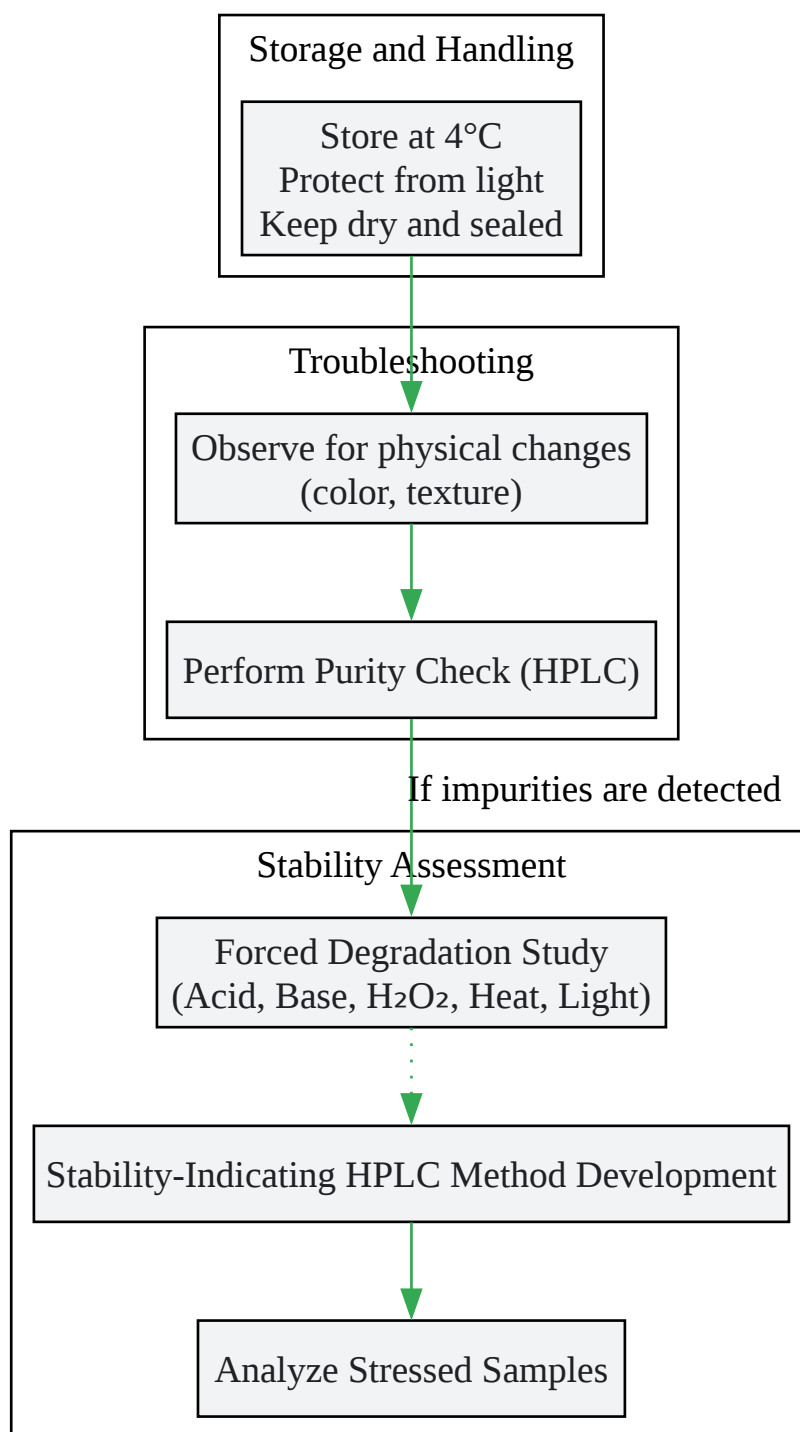 Storage and Handling
Store at 4°C
Protect from light
Keep dry and sealed
Troubleshooting
Observe for physical changes
(color, texture)
Perform Purity Check (HPLC)
If impurities are detected
Stability Assessment
Forced Degradation Study
(Acid, Base, H₂O₂, Heat, Light)
Stability-Indicating HPLC Method Development
Analyze Stressed Samples